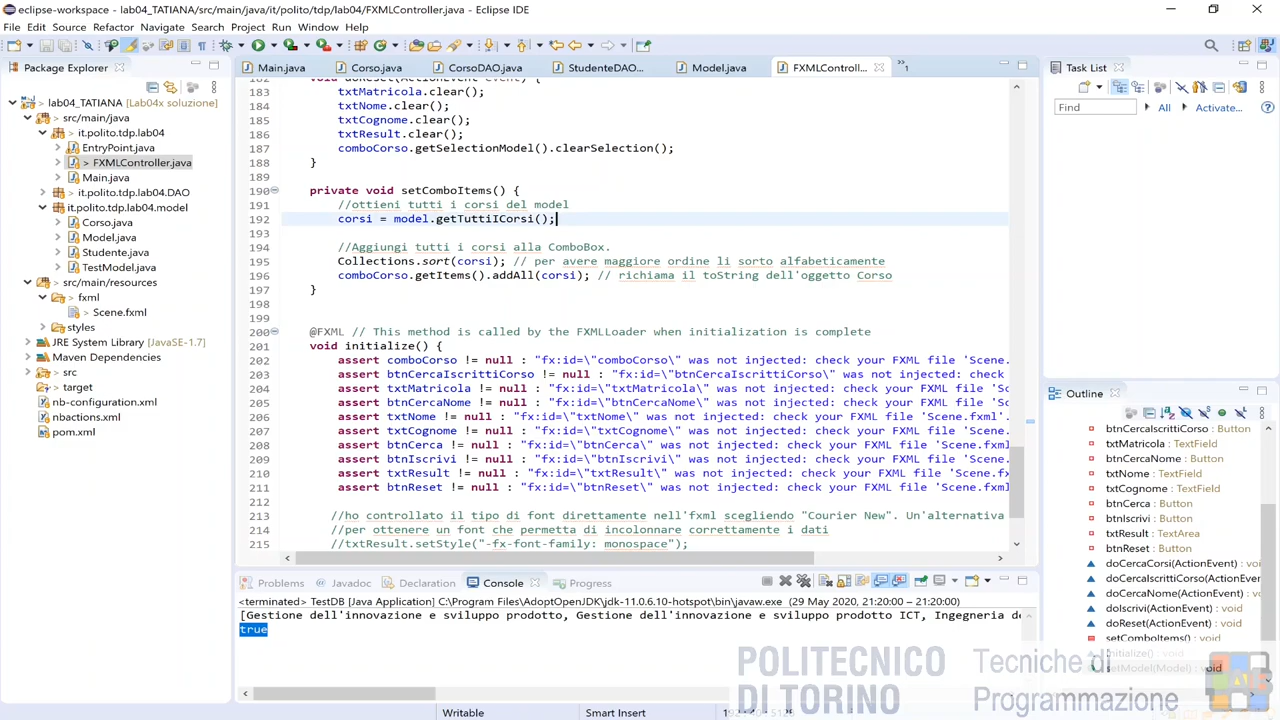 eclipse-workspace - lab04_TATIANA/src/main/java/it/polito/tdp/lab04/FXMLController.java - Eclipse IDE
File Edit Source Refactor Navigate Search Project Run Window Help
Package Explorer
lab04_TATIANA [Lab04x soluzione]
src/main/java
it.polito.tdp.lab04
EntryPoint.java
> FXMLController.java
Main.java
> it.polito.tdp.lab04.DAO
it.polito.tdp.lab04.model
Corso.java
Model.java
Studente.java
TestModel.java
src/main/resources
fxml
Scene.fxml
styles
JRE System Library [JavaSE-1.7]
Maven Dependencies
src
target
nb-configuration.xml
nbactions.xml
pom.xml
Main.java Corso.java CorsoDAO.java StudenteDAO... Model.java FXMLControll... »1
182 void doReset(ActionEvent event) {
183 txtMatricola.clear();
184 txtNome.clear();
185 txtCognome.clear();
186 txtResult.clear();
187 comboCorso.getSelectionModel().clearSelection();
188 }
189
190 private void setComboItems() {
191 //ottieni tutti i corsi del model
192 corsi = model.getTuttiICorsi();
193
194 //Aggiungi tutti i corsi alla ComboBox.
195 Collections.sort(corsi); // per avere maggiore ordine li sorto alfabeticamente
196 comboCorso.getItems().addAll(corsi); // richiama il toString dell'oggetto Corso
197 }
198
199
200 @FXML // This method is called by the FXMLLoader when initialization is complete
201 void initialize() {
202 assert comboCorso != null : "fx:id=\"comboCorso\" was not injected: check your FXML file 'Scene.
203 assert btnCercaIscrittiCorso != null : "fx:id=\"btnCercaIscrittiCorso\" was not injected: check
204 assert txtMatricola != null : "fx:id=\"txtMatricola\" was not injected: check your FXML file 'Sc
205 assert btnCercaNome != null : "fx:id=\"btnCercaNome\" was not injected: check your FXML file 'Sc
206 assert txtNome != null : "fx:id=\"txtNome\" was not injected: check your FXML file 'Scene.fxml'.
207 assert txtCognome != null : "fx:id=\"txtCognome\" was not injected: check your FXML file 'Scene.
208 assert btnCerca != null : "fx:id=\"btnCerca\" was not injected: check your FXML file 'Scene.fxml
209 assert btnIscrivi != null : "fx:id=\"btnIscrivi\" was not injected: check your FXML file 'Scene.
210 assert txtResult != null : "fx:id=\"txtResult\" was not injected: check your FXML file 'Scene.fx
211 assert btnReset != null : "fx:id=\"btnReset\" was not injected: check your FXML file 'Scene.fxml
212
213 //ho controllato il tipo di font direttamente nell'fxml scegliendo "Courier New". Un'alternativa
214 //per ottenere un font che permetta di incolonnare correttamente i dati
215 //txtResult.setStyle("-fx-font-family: monospace");
Task List
Find All Activate...
Outline
btnCercaIscrittiCorso : Button
txtMatricola : TextField
btnCercaNome : Button
txtNome : TextField
txtCognome : TextField
btnCerca : Button
btnIscrivi : Button
txtResult : TextArea
btnReset : Button
doCercaCorsi(ActionEvent) : void
doCercaIscrittiCorso(ActionEvent)
doCercaNome(ActionEvent) : void
doIscrivi(ActionEvent) : void
doReset(ActionEvent) : void
setComboItems() : void
initialize() : void
setModel(Model) : void
Problems Javadoc Declaration Console Progress
<terminated> TestDB [Java Application] C:\Program Files\AdoptOpenJDK\jdk-11.0.6.10-hotspot\bin\javaw.exe (29 May 2020, 21:20:00 – 21:20:00)
[Gestione dell'innovazione e sviluppo prodotto, Gestione dell'innovazione e sviluppo prodotto ICT, Ingegneria de
true
POLITECNICO
DI TORINO
Tecniche di
Programmazione
Writable Smart Insert